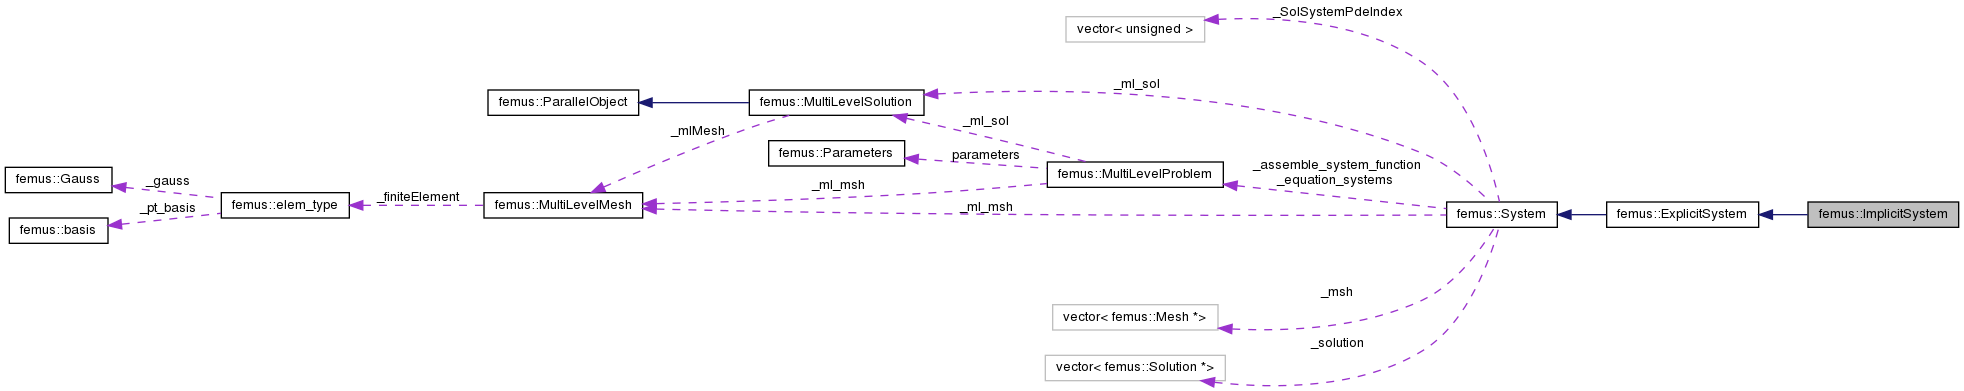 _SolSystemPdeIndex
vector< unsigned >
_ml_sol
femus::ParallelObject
femus::MultiLevelSolution
_ml_sol
_mlMesh
femus::Parameters
parameters
_assemble_system_function
_equation_systems
femus::MultiLevelProblem
femus::Gauss
_gauss
_ml_msh
_finiteElement
_pt_basis
femus::elem_type
femus::MultiLevelMesh
_ml_msh
femus::System
femus::ExplicitSystem
femus::ImplicitSystem
femus::basis
_msh
vector< femus::Mesh *>
_solution
vector< femus::Solution *>